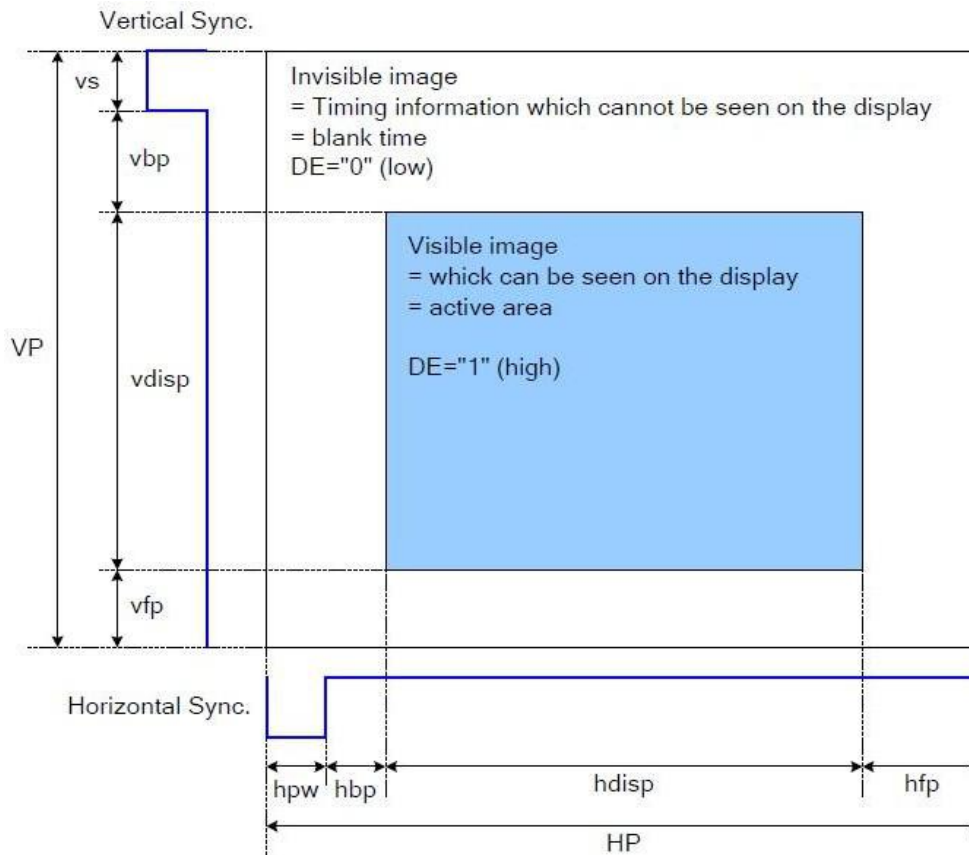 Vertical Sync.
vs
Invisible image
= Timing information which cannot be seen on the display
= blank time
DE="0" (low)
vbp
Visible image
= whick can be seen on the display
= active area
DE="1" (high)
VP
vdisp
vfp
Horizontal Sync.
hpw
hbp
hdisp
hfp
HP